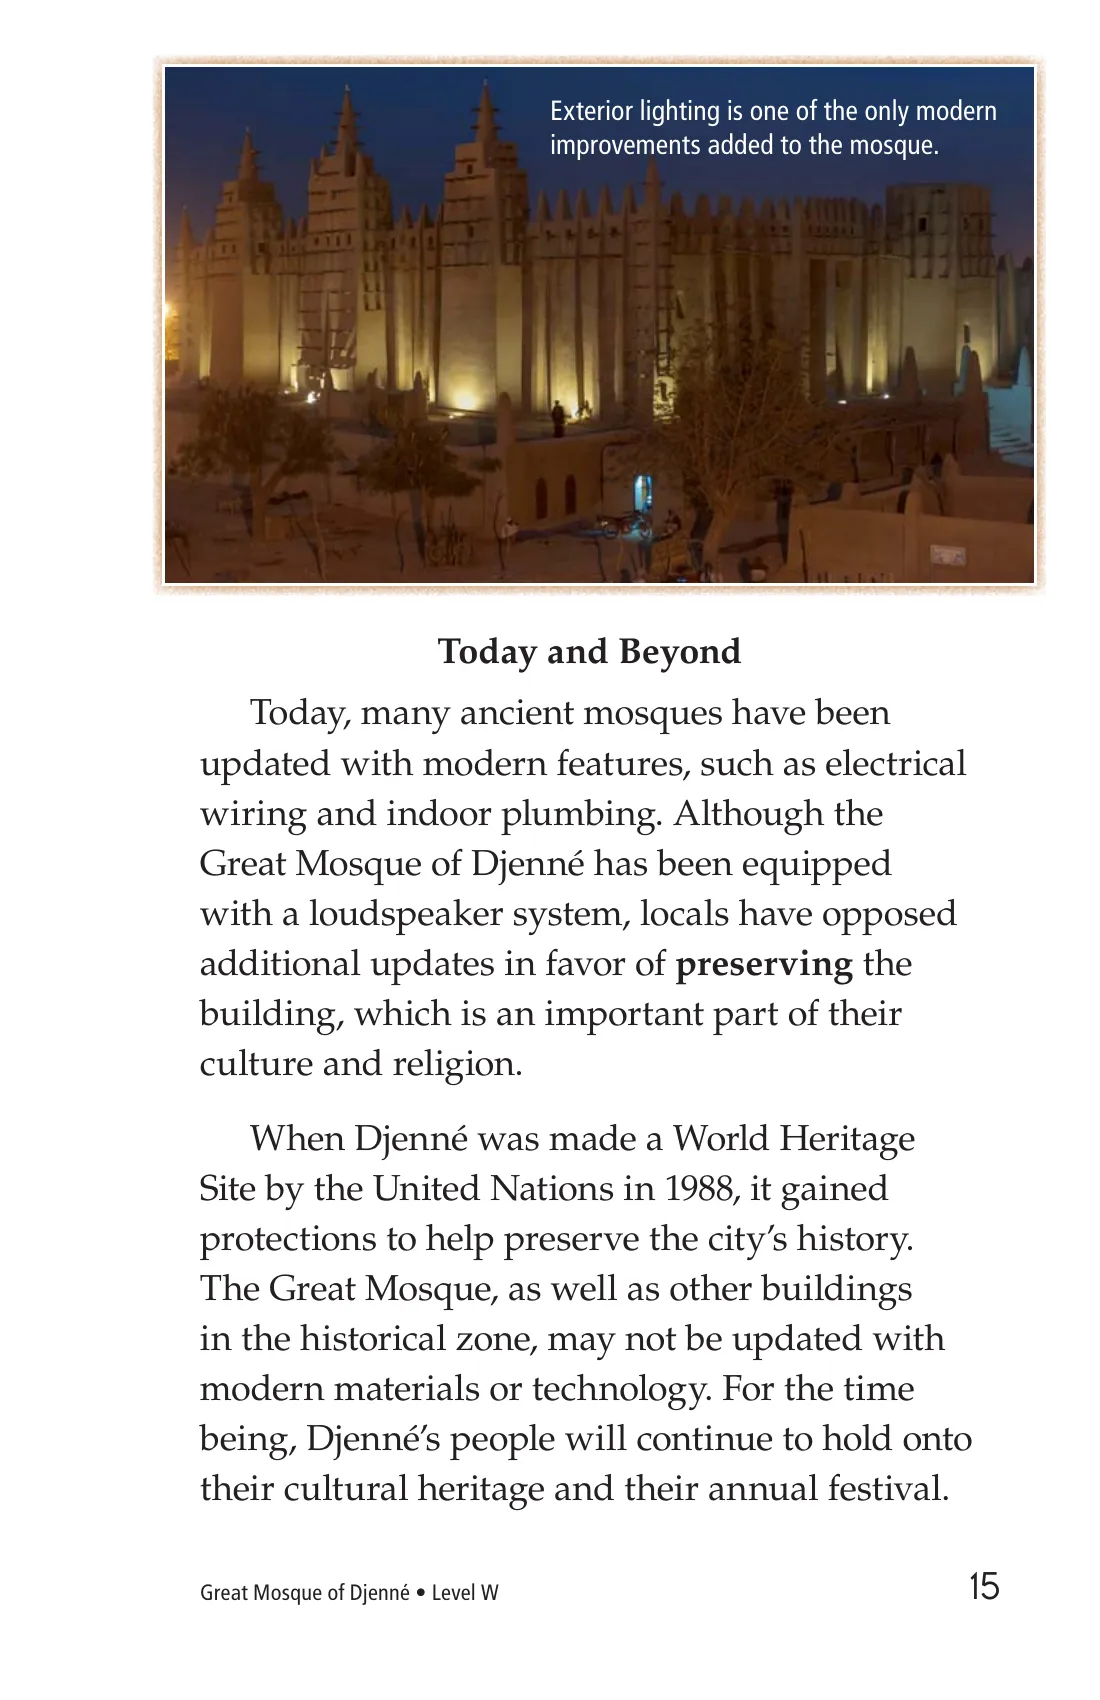 Exterior lighting is one of the only modern
improvements added to the mosque.
Today and Beyond
Today, many ancient mosques have been
updated with modern features, such as electrical
wiring and indoor plumbing. Although the
Great Mosque of Djenné has been equipped
with a loudspeaker system, locals have opposed
additional updates in favor of preserving the
building, which is an important part of their
culture and religion.
When Djenné was made a World Heritage
Site by the United Nations in 1988, it gained
protections to help preserve the city’s history.
The Great Mosque, as well as other buildings
in the historical zone, may not be updated with
modern materials or technology. For the time
being, Djenné’s people will continue to hold onto
their cultural heritage and their annual festival.
Great Mosque of Djenné • Level W
15